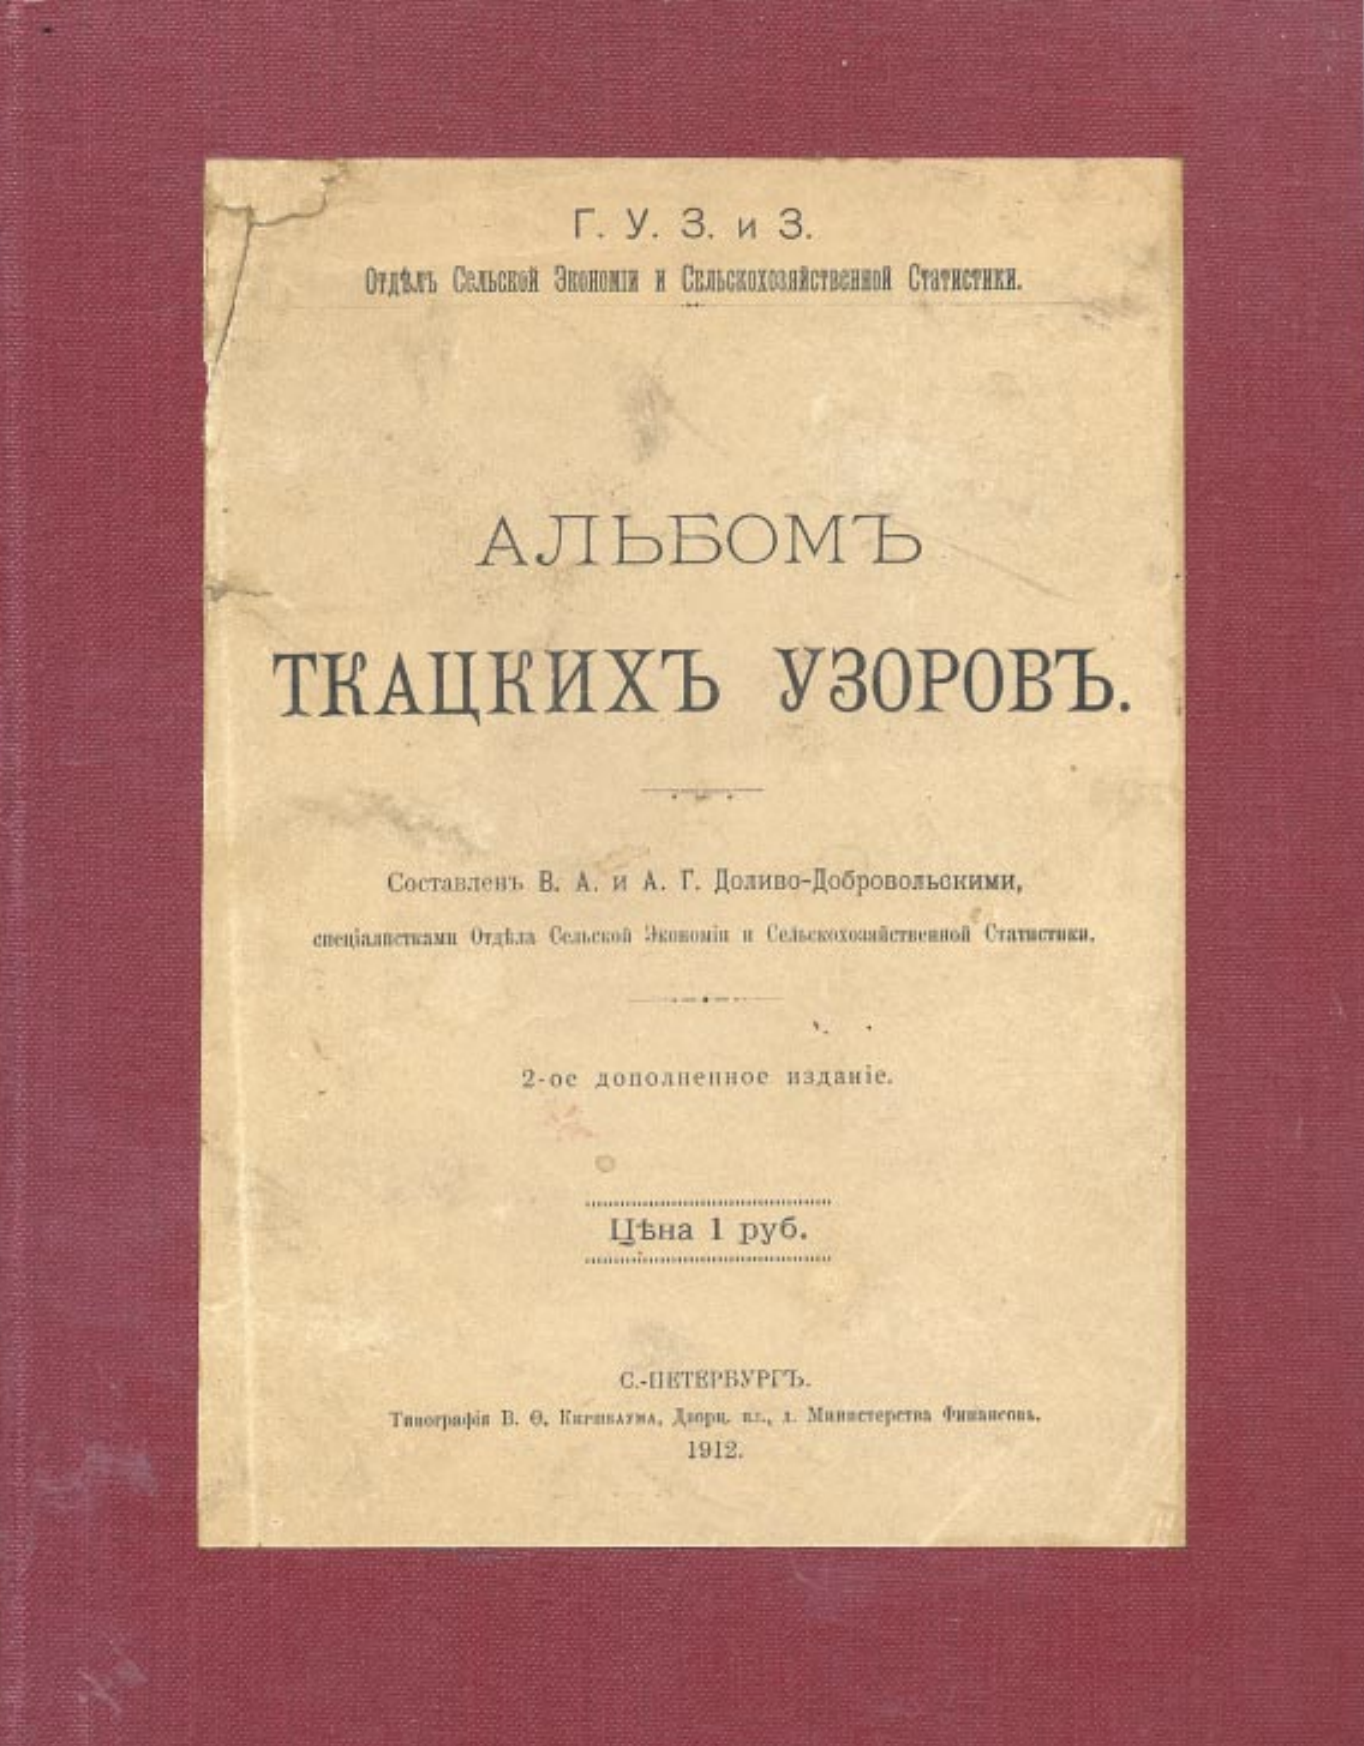 Г. У. З. и З.
Отдѣлъ Сельской Экономіи и Сельскохозяйственной Статистики.
АЛЬБОМЪ
ТКАЦКИХЪ УЗОРОВЪ.
Составленъ В. А. и А. Г. Доливо-Добровольскими,
спеціалистками Отдѣла Сельской Экономіи и Сельскохозяйственной Статистики.
2-ое дополненное изданіе.
Цѣна 1 руб.
С.-ПЕТЕРБУРГЪ.
Типографія В. Ѳ. Киршбаума, Дворц. пл., д. Министерства Финансовъ.
1912.